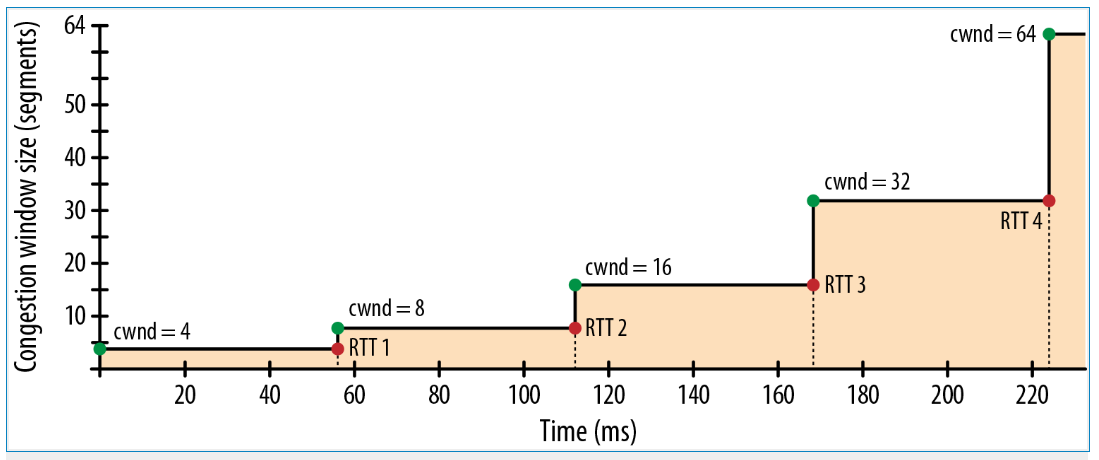 Congestion window size (segments)
64
50
40
30
20
10
cwnd = 4
RTT 1
cwnd = 8
RTT 2
cwnd = 16
RTT 3
cwnd = 32
RTT 4
cwnd = 64
20
40
60
80
100
120
140
160
180
200
220
Time (ms)